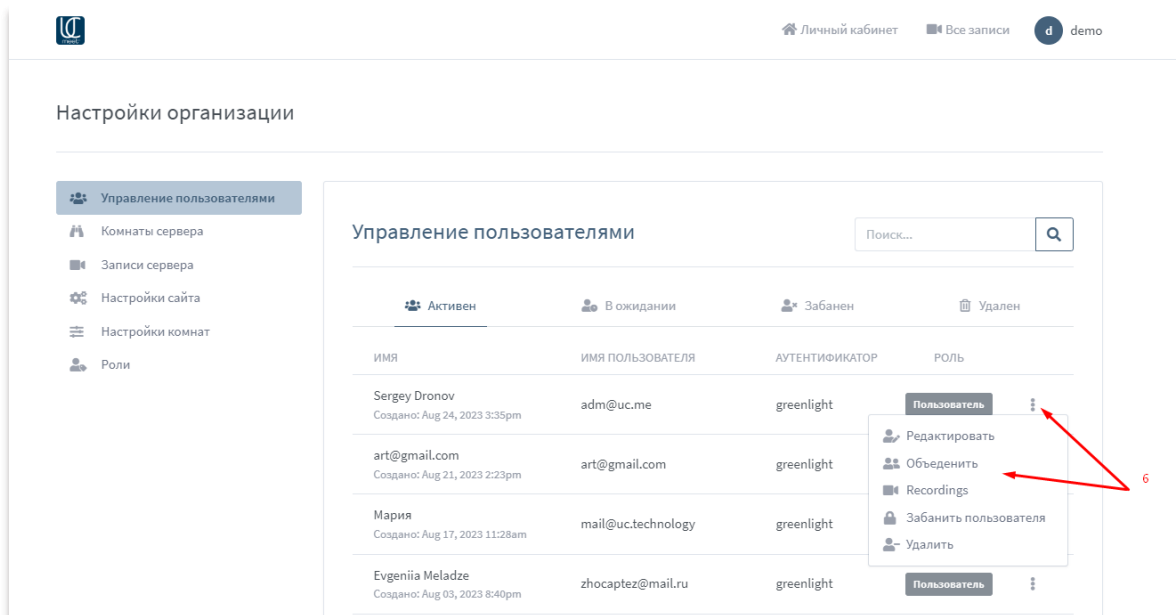 UC
meet
Личный кабинет
Все записи
d
demo
Настройки организации
Управление пользователями
Комнаты сервера
Записи сервера
Настройки сайта
Настройки комнат
Роли
Управление пользователями
Поиск...
Активен
В ожидании
Забанен
Удален
ИМЯ
ИМЯ ПОЛЬЗОВАТЕЛЯ
АУТЕНТИФИКАТОР
РОЛЬ
Sergey Dronov
Создано: Aug 24, 2023 3:35pm
adm@uc.me
greenlight
Пользователь
art@gmail.com
Создано: Aug 21, 2023 2:23pm
art@gmail.com
greenlight
Мария
Создано: Aug 17, 2023 11:28am
mail@uc.technology
greenlight
Evgeniia Meladze
Создано: Aug 03, 2023 8:40pm
zhocaptez@mail.ru
greenlight
Пользователь
Редактировать
Объеденить
Recordings
Забанить пользователя
Удалить
6